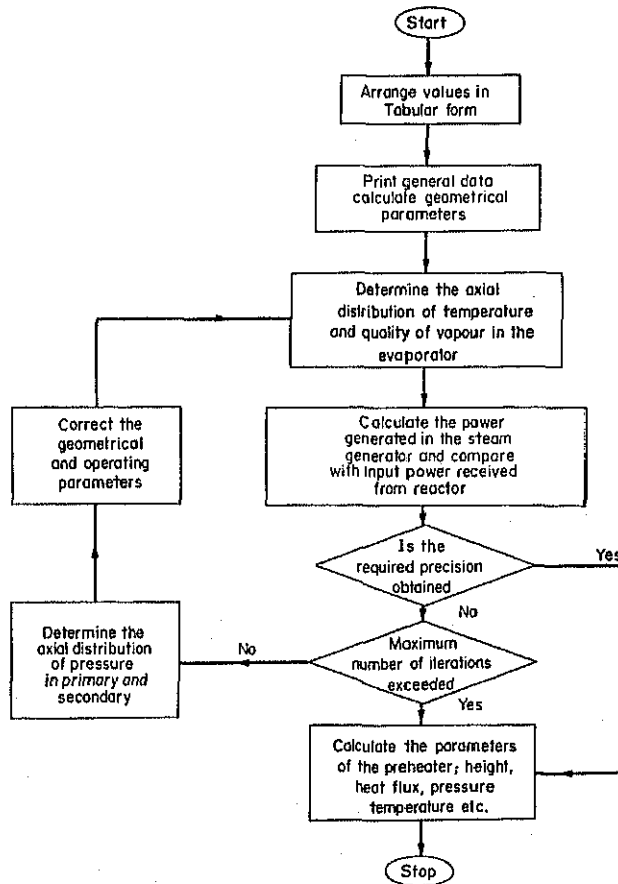 Start
Arrange values in
Tabular form
Print general data
calculate geometrical
parameters
Determine the axial
distribution of temperature
and quality of vapour in the
evaporator
Correct the
geometrical
and operating
parameters
Calculate the power
generated in the steam
generator and compare
with Input power received
from reactor
Is the
required precision
obtained
Yes
No
Determine the
axial distribution
of pressure
in primary and
secondary
No
Maximum
number of iterations
exceeded
Yes
Calculate the parameters
of the preheater; height,
heat flux, pressure
temperature etc.
Stop